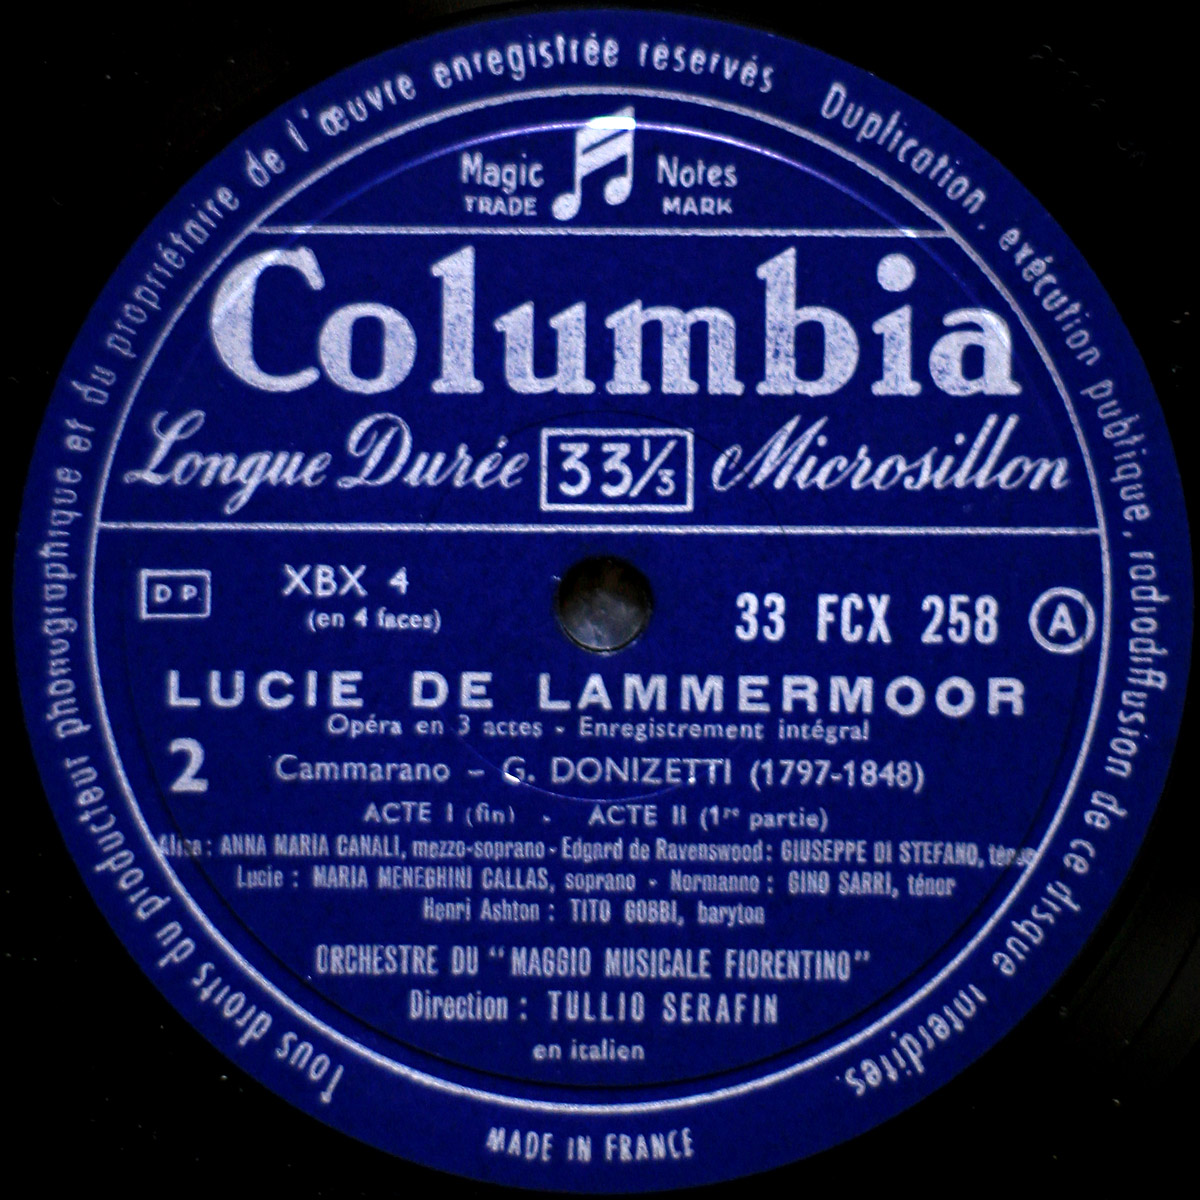 Tous droits du producteur phonographique et du propriétaire de l'œuvre enregistrée réservés
Duplication, exécution publique, radiodiffusion de ce disque interdites.
Magic Notes
TRADE MARK
Columbia
Longue Durée 33⅓ Microsillon
DP. XBX 4 33 FCX 258 A
(en 4 faces)
LUCIE DE LAMMERMOOR
Opéra en 3 actes - Enregistrement intégral
2 Cammarano - G. DONIZETTI (1797-1848)
ACTE I (fin) - ACTE II (1re partie)
Alisa : ANNA MARIA CANALI, mezzo-soprano - Edgard de Ravenswood : GIUSEPPE DI STEFANO, ténor
Lucie : MARIA MENEGHINI CALLAS, soprano - Normanno : GINO SARRI, ténor
Henri Ashton : TITO GOBBI, baryton
ORCHESTRE DU "MAGGIO MUSICALE FIORENTINO"
Direction : TULLIO SERAFIN
en italien
MADE IN FRANCE